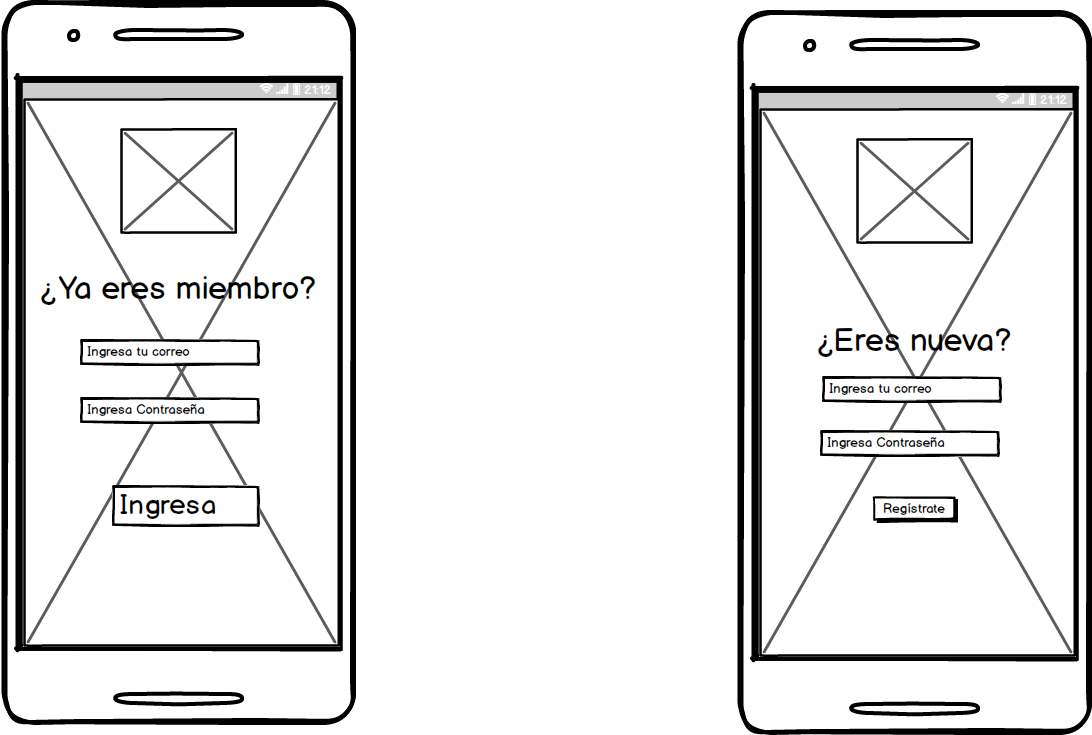 21:12
¿Ya eres miembro?
Ingresa tu correo
Ingresa Contraseña
Ingresa
21:12
¿Eres nueva?
Ingresa tu correo
Ingresa Contraseña
Regístrate